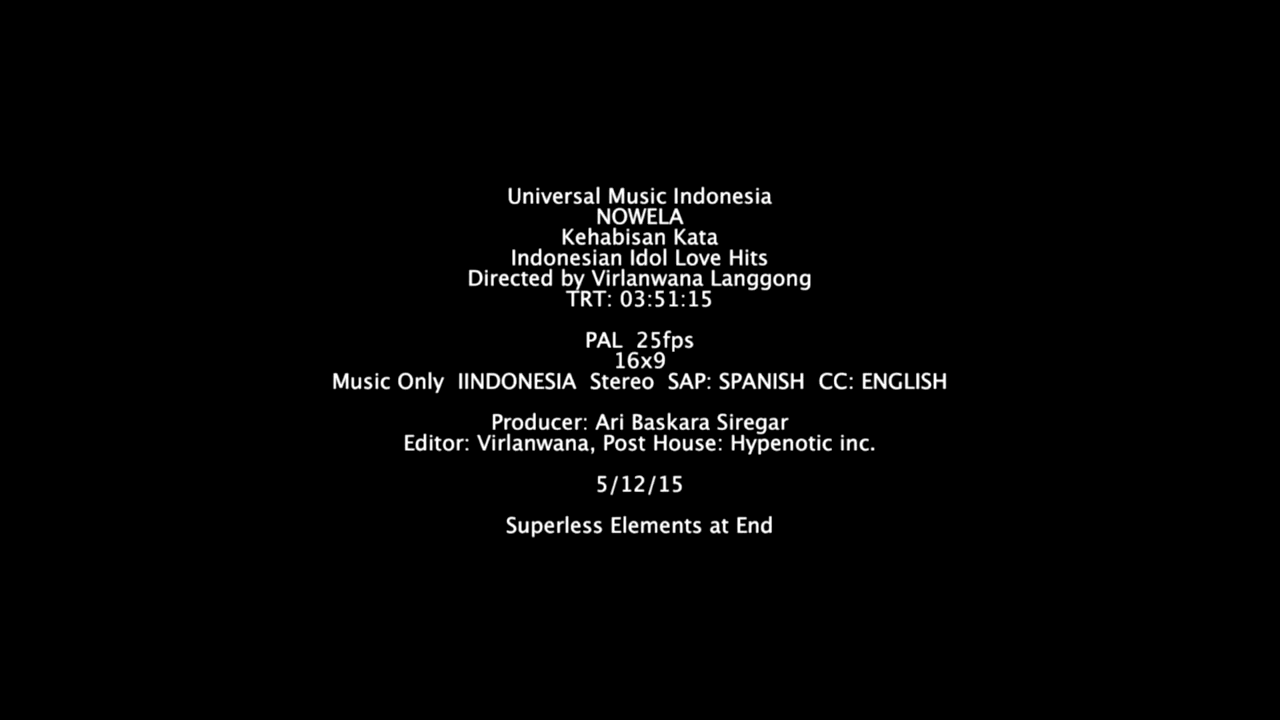 Universal Music Indonesia
NOWELA
Kehabisan Kata
Indonesian Idol Love Hits
Directed by Virlanwana Langgong
TRT: 03:51:15
PAL  25fps
16x9
Music Only  IINDONESIA  Stereo  SAP: SPANISH  CC: ENGLISH
Producer: Ari Baskara Siregar
Editor: Virlanwana, Post House: Hypenotic inc.
5/12/15
Superless Elements at End